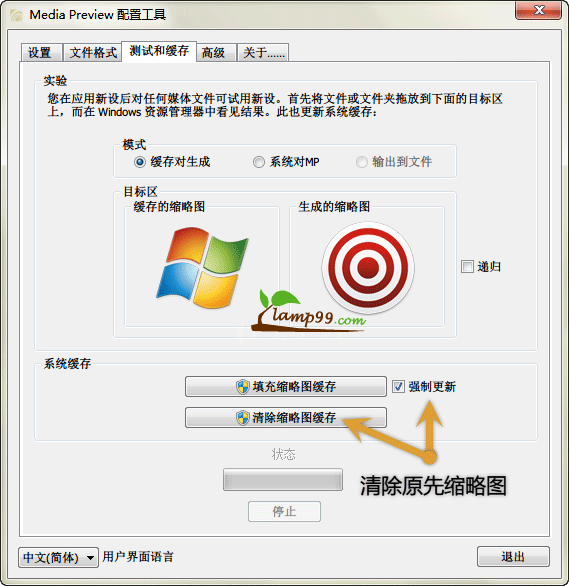 Media Preview 配置工具
设置 文件格式 测试和缓存 高级 关于......
实验
您在应用新设后对任何媒体文件可试用新设。首先将文件或文件夹拖放到下面的目标区
上，而在 Windows 资源管理器中看见结果。此也更新系统缓存：
模式
缓存对生成 系统对MP 输出到文件
目标区
缓存的缩略图 生成的缩略图
递归
lamp99.com
系统缓存
填充缩略图缓存 强制更新
清除缩略图缓存
状态
清除原先缩略图
停止
中文(简体) 用户界面语言 退出